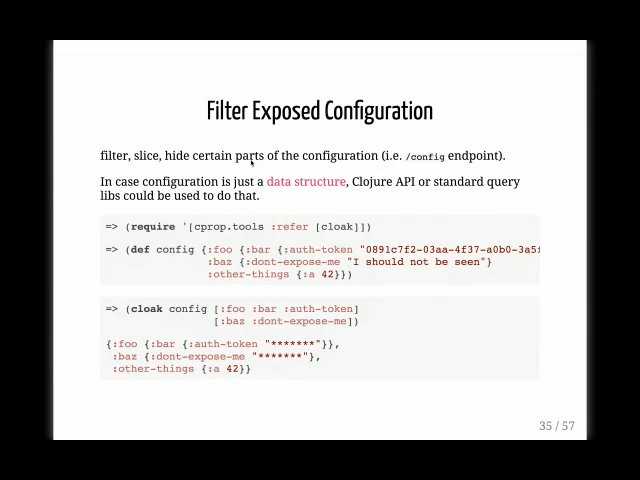 Filter Exposed Configuration
filter, slice, hide certain parts of the configuration (i.e. /config endpoint).
In case configuration is just a data structure, Clojure API or standard query
libs could be used to do that.
=> (require '[cprop.tools :refer [cloak]])
=> (def config {:foo {:bar {:auth-token "0891c7f2-03aa-4f37-a0b0-3a5f
:baz {:dont-expose-me "I should not be seen"}
:other-things {:a 42}})
=> (cloak config [:foo :bar :auth-token]
[:baz :dont-expose-me])
{:foo {:bar {:auth-token "*******"}},
:baz {:dont-expose-me "*******"},
:other-things {:a 42}}
35 / 57